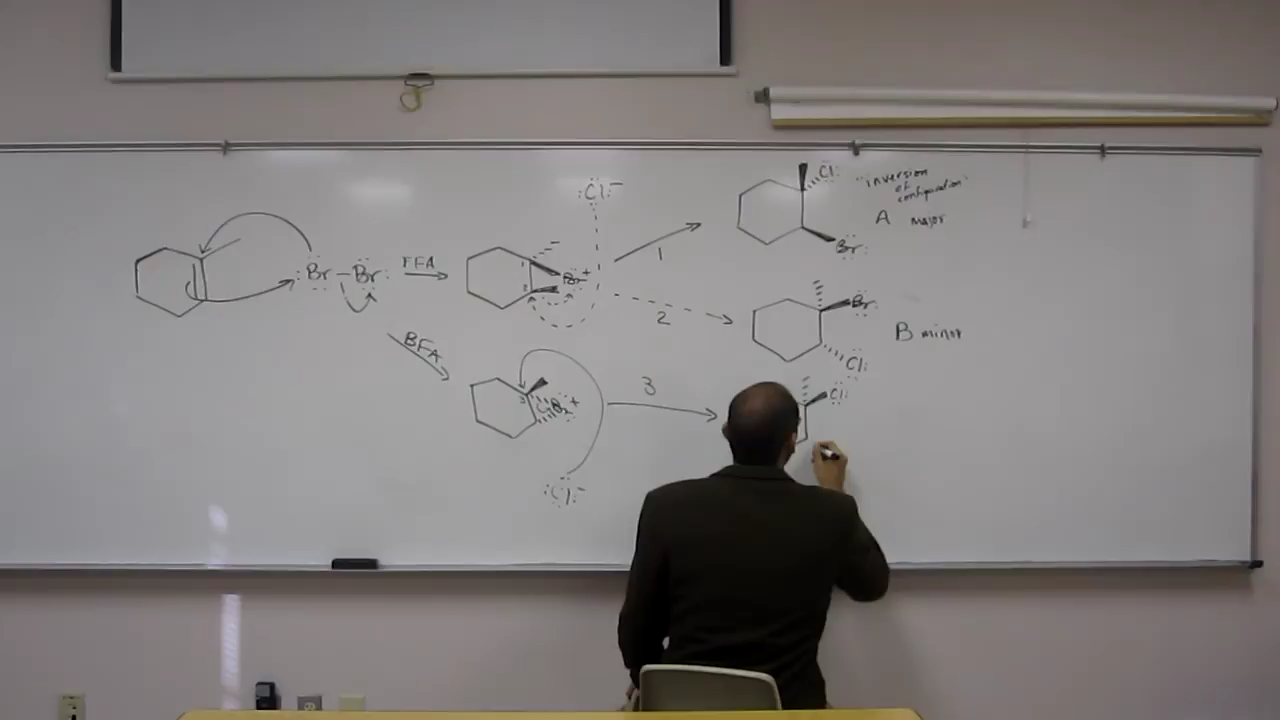 :Cl:⁻
Cl:
"inversion
of
configuration"
A major
Br:
:Br-Br:
FFA
Br⁺
1
2
Br:
Cl:
B minor
BFA
3
Cl:
:Cl:⁻